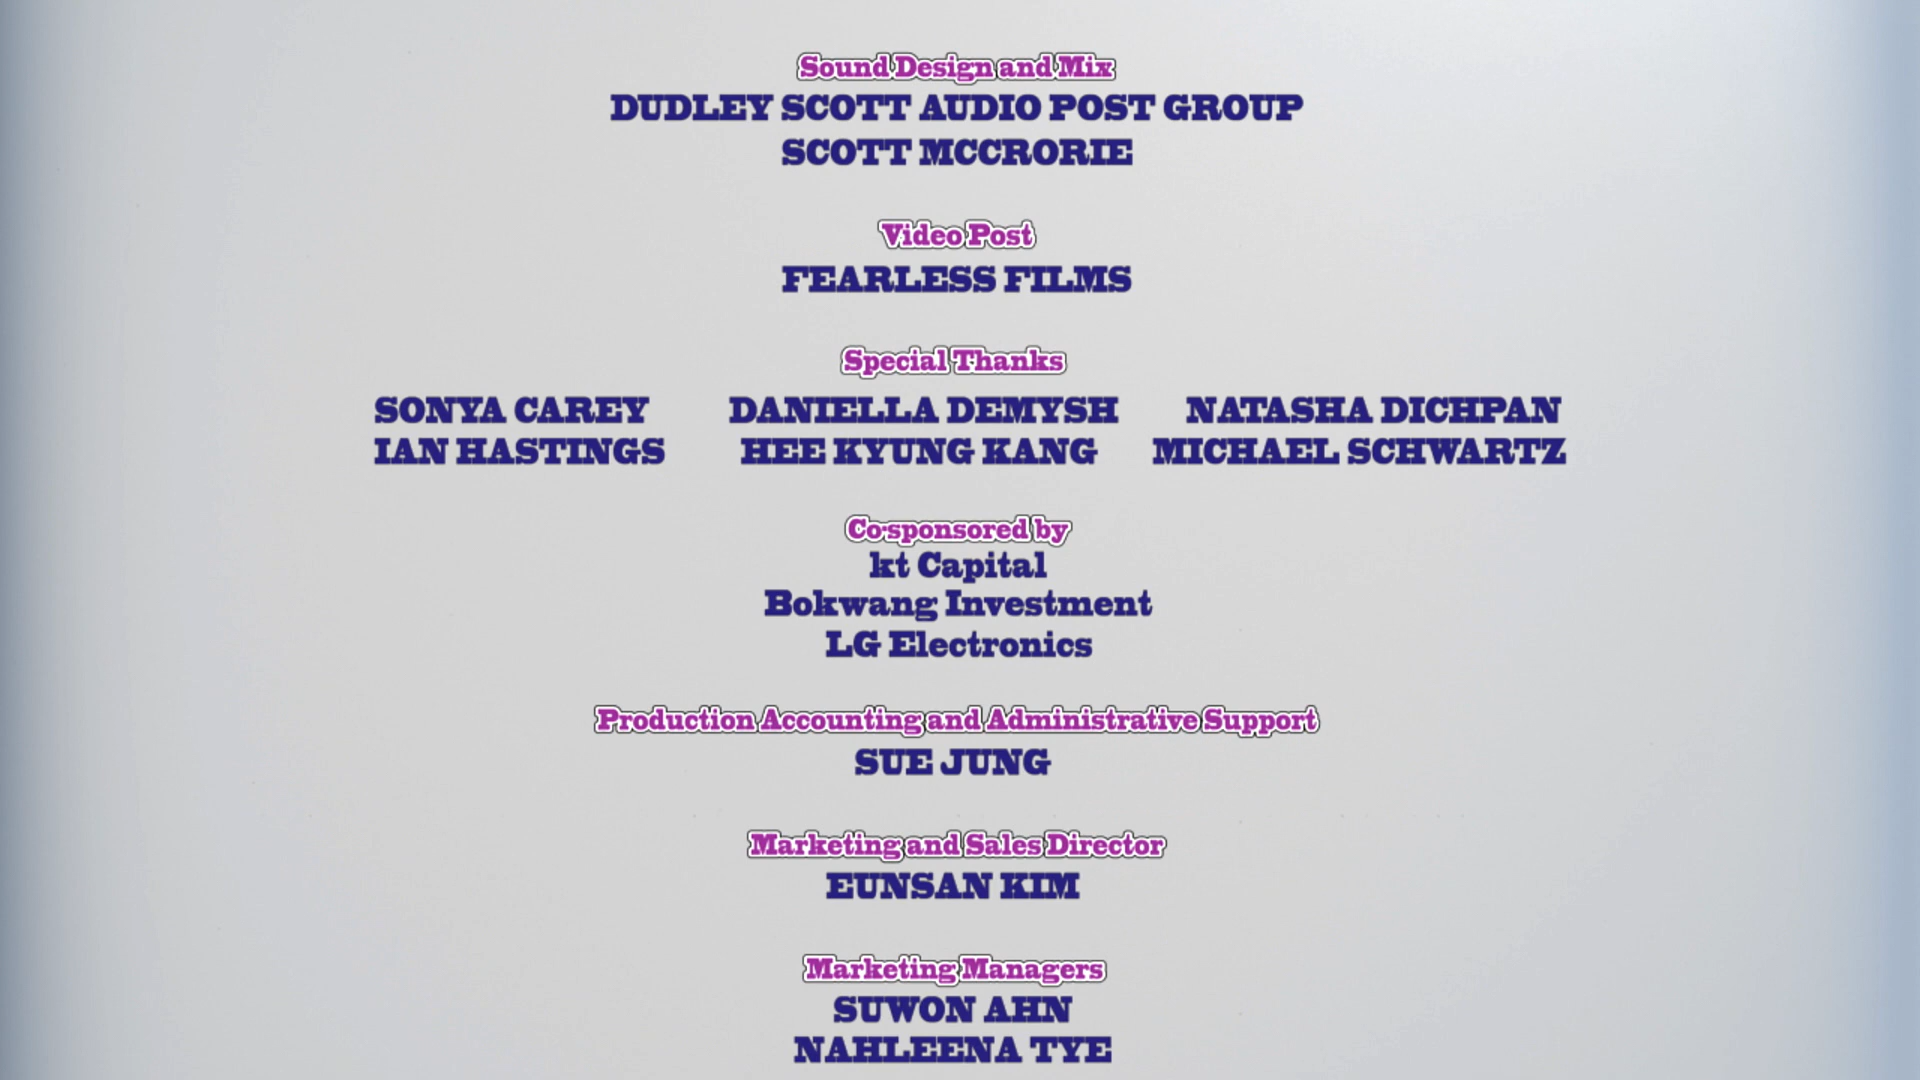 Sound Design and Mix
DUDLEY SCOTT AUDIO POST GROUP
SCOTT MCCRORIE
Video Post
FEARLESS FILMS
Special Thanks
SONYA CAREY DANIELLA DEMYSH NATASHA DICHPAN
IAN HASTINGS HEE KYUNG KANG MICHAEL SCHWARTZ
Co-sponsored by
kt Capital
Bokwang Investment
LG Electronics
Production Accounting and Administrative Support
SUE JUNG
Marketing and Sales Director
EUNSAN KIM
Marketing Managers
SUWON AHN
NAHLEENA TYE